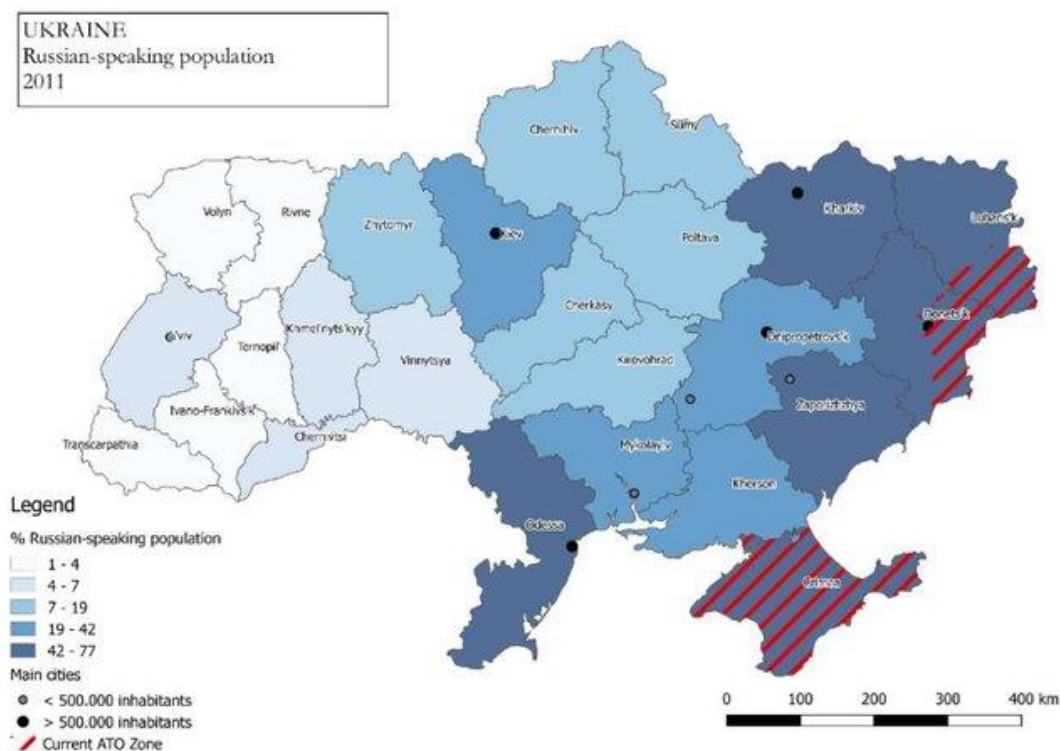 UKRAINE
Russian-speaking population
2011
Chernihiv
Sumy
Volyn
Rivne
Zhytomyr
Kiev
Kharkiv
Luhans'k
Poltava
Cherkasy
L'viv
Ternopil'
Khmel'nyts'kyy
Vinnytsya
Kirovohrad
Dnipropetrovs'k
Donets'k
Ivano-Frankivs'k
Zaporizhzhya
Transcarpathia
Chernivtsi
Mykolayiv
Kherson
Odessa
Crimea
Legend
% Russian-speaking population
1 - 4
4 - 7
7 - 19
19 - 42
42 - 77
Main cities
< 500.000 inhabitants
> 500.000 inhabitants
Current ATO Zone
0 100 200 300 400 km